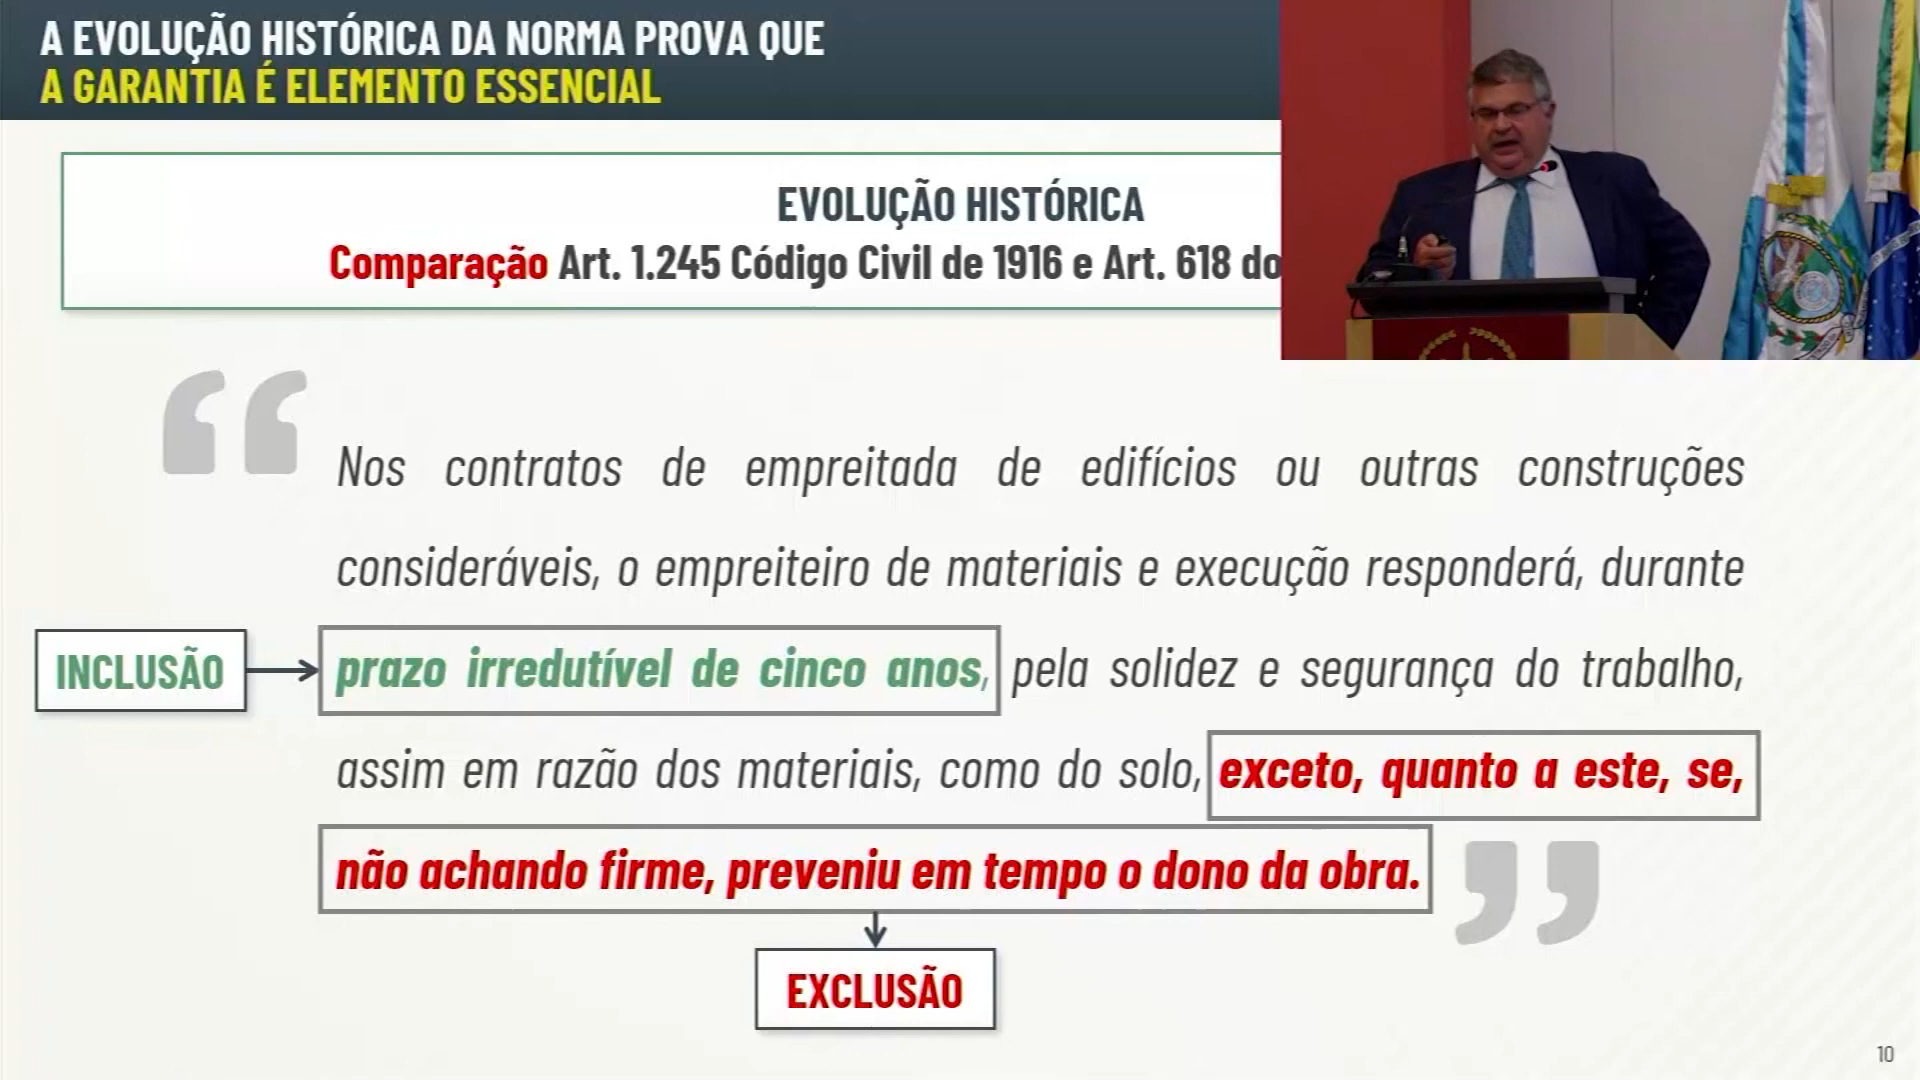 A EVOLUÇÃO HISTÓRICA DA NORMA PROVA QUE
A GARANTIA É ELEMENTO ESSENCIAL
EVOLUÇÃO HISTÓRICA
Comparação Art. 1.245 Código Civil de 1916 e Art. 618 do
Nos contratos de empreitada de edifícios ou outras construções
consideráveis, o empreiteiro de materiais e execução responderá, durante
INCLUSÃO
prazo irredutível de cinco anos, pela solidez e segurança do trabalho,
assim em razão dos materiais, como do solo, exceto, quanto a este, se,
não achando firme, preveniu em tempo o dono da obra.
EXCLUSÃO
10